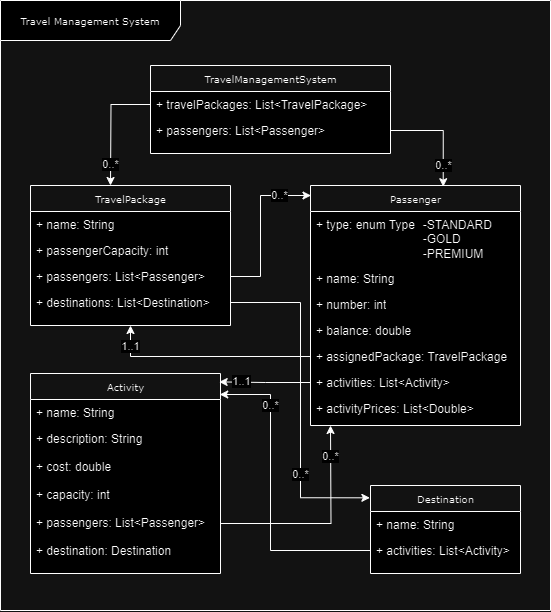 Travel Management System
TravelManagementSystem
+ travelPackages: List<TravelPackage>
+ passengers: List<Passenger>
0..*
0..*
TravelPackage
+ name: String
+ passengerCapacity: int
+ passengers: List<Passenger>
+ destinations: List<Destination>
0..*
Passenger
+ type: enum Type -STANDARD
-GOLD
-PREMIUM
+ name: String
+ number: int
+ balance: double
+ assignedPackage: TravelPackage
+ activities: List<Activity>
+ activityPrices: List<Double>
1..1
1..1
0..*
Activity
+ name: String
+ description: String
+ cost: double
+ capacity: int
+ passengers: List<Passenger>
+ destination: Destination
0..*
0..*
Destination
+ name: String
+ activities: List<Activity>